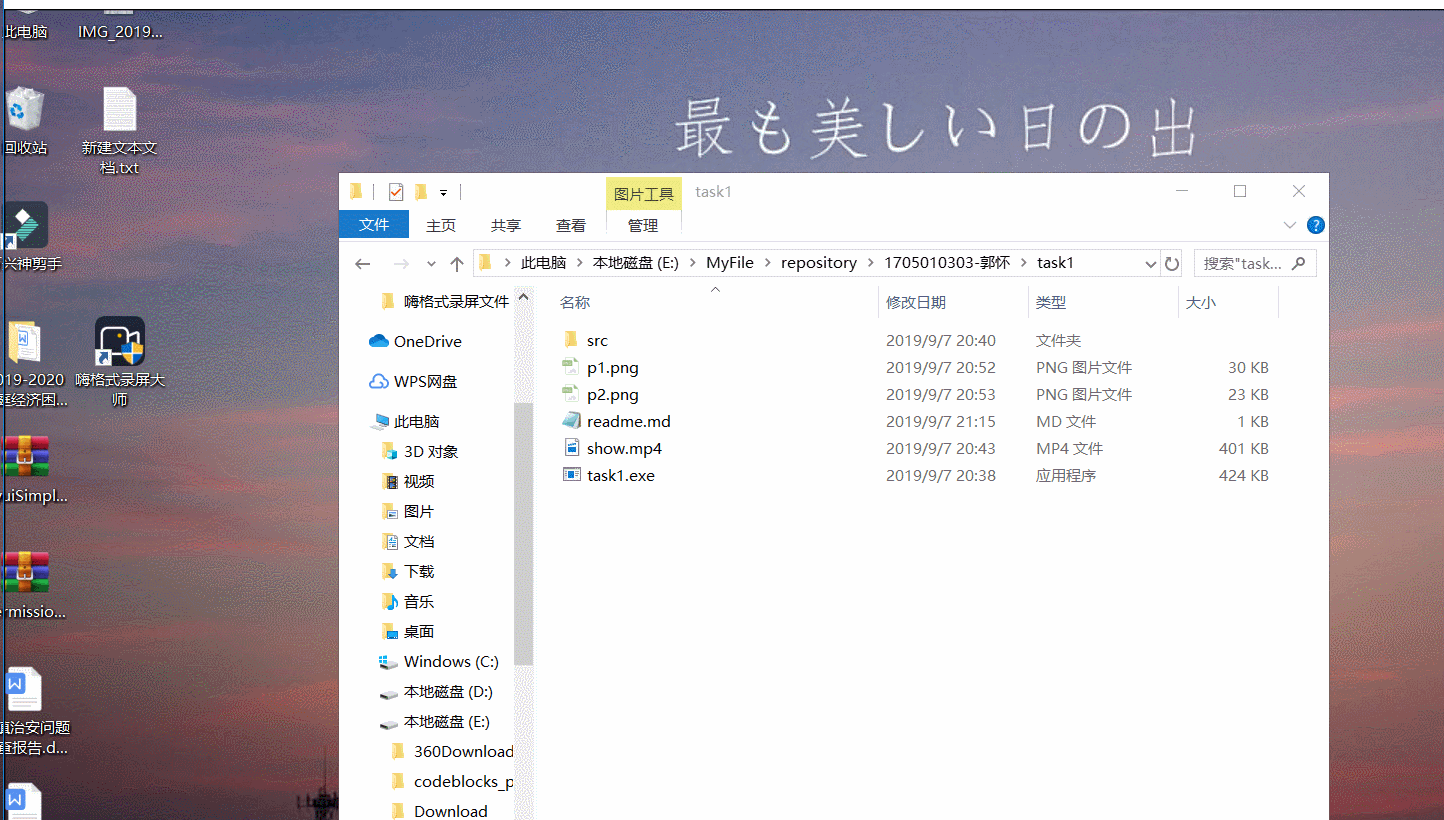 此电脑
IMG_2019...
回收站
新建文本文
档.txt
兴神剪手
019-2020
经济困...
嗨格式录屏大
师
uiSimpl...
rmissio...
治安问题
查报告.d...
最も美しい日の出
图片工具
task1
文件
主页
共享
查看
管理
此电脑
本地磁盘 (E:)
MyFile
repository
1705010303-郭怀
task1
搜索"task...
嗨格式录屏文件
OneDrive
WPS网盘
此电脑
3D 对象
视频
图片
文档
下载
音乐
桌面
Windows (C:)
本地磁盘 (D:)
本地磁盘 (E:)
360Download
codeblocks_p
Download
名称 修改日期 类型 大小
src 2019/9/7 20:40 文件夹
p1.png 2019/9/7 20:52 PNG 图片文件 30 KB
p2.png 2019/9/7 20:53 PNG 图片文件 23 KB
readme.md 2019/9/7 21:15 MD 文件 1 KB
show.mp4 2019/9/7 20:43 MP4 文件 401 KB
task1.exe 2019/9/7 20:38 应用程序 424 KB